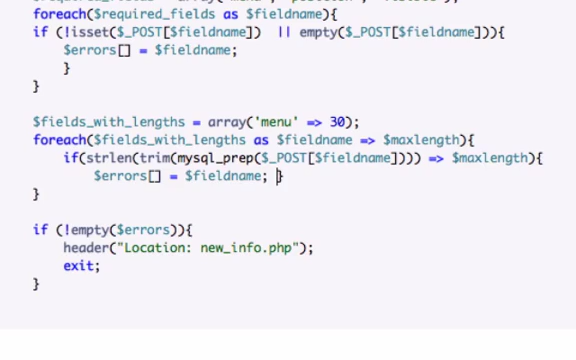 foreach($required_fields as $fieldname){
if (!isset($_POST[$fieldname]) || empty($_POST[$fieldname])){
$errors[] = $fieldname;
}
}
$fields_with_lengths = array('menu' => 30);
foreach($fields_with_lengths as $fieldname => $maxlength){
if(strlen(trim(mysql_prep($_POST[$fieldname]))) => $maxlength){
$errors[] = $fieldname; }
}
if (!empty($errors)){
header("Location: new_info.php");
exit;
}